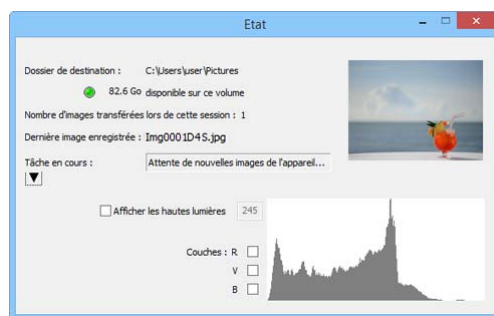 Etat
Dossier de destination : C:\Users\user\Pictures
82.6 Go disponible sur ce volume
Nombre d'images transférées lors de cette session : 1
Dernière image enregistrée : Img0001D4S.jpg
Tâche en cours : Attente de nouvelles images de l'appareil...
Afficher les hautes lumières 245
Couches : R
V
B